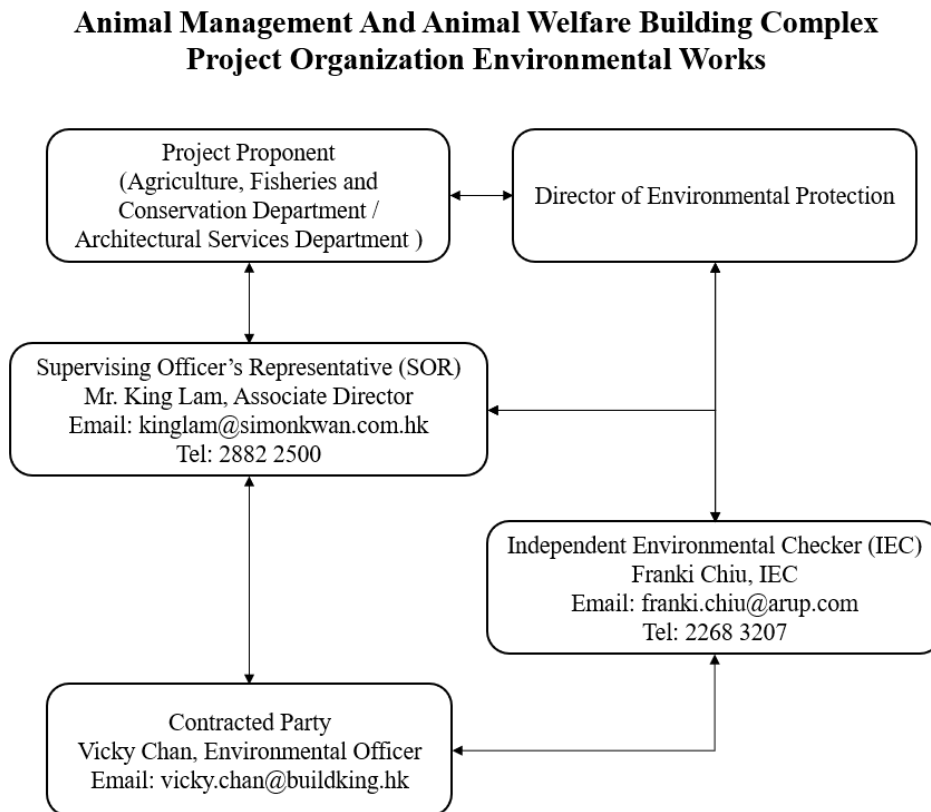 Animal Management And Animal Welfare Building Complex
Project Organization Environmental Works
Project Proponent
(Agriculture, Fisheries and
Conservation Department /
Architectural Services Department )
Director of Environmental Protection
Supervising Officer’s Representative (SOR)
Mr. King Lam, Associate Director
Email: kinglam@simonkwan.com.hk
Tel: 2882 2500
Independent Environmental Checker (IEC)
Franki Chiu, IEC
Email: franki.chiu@arup.com
Tel: 2268 3207
Contracted Party
Vicky Chan, Environmental Officer
Email: vicky.chan@buildking.hk